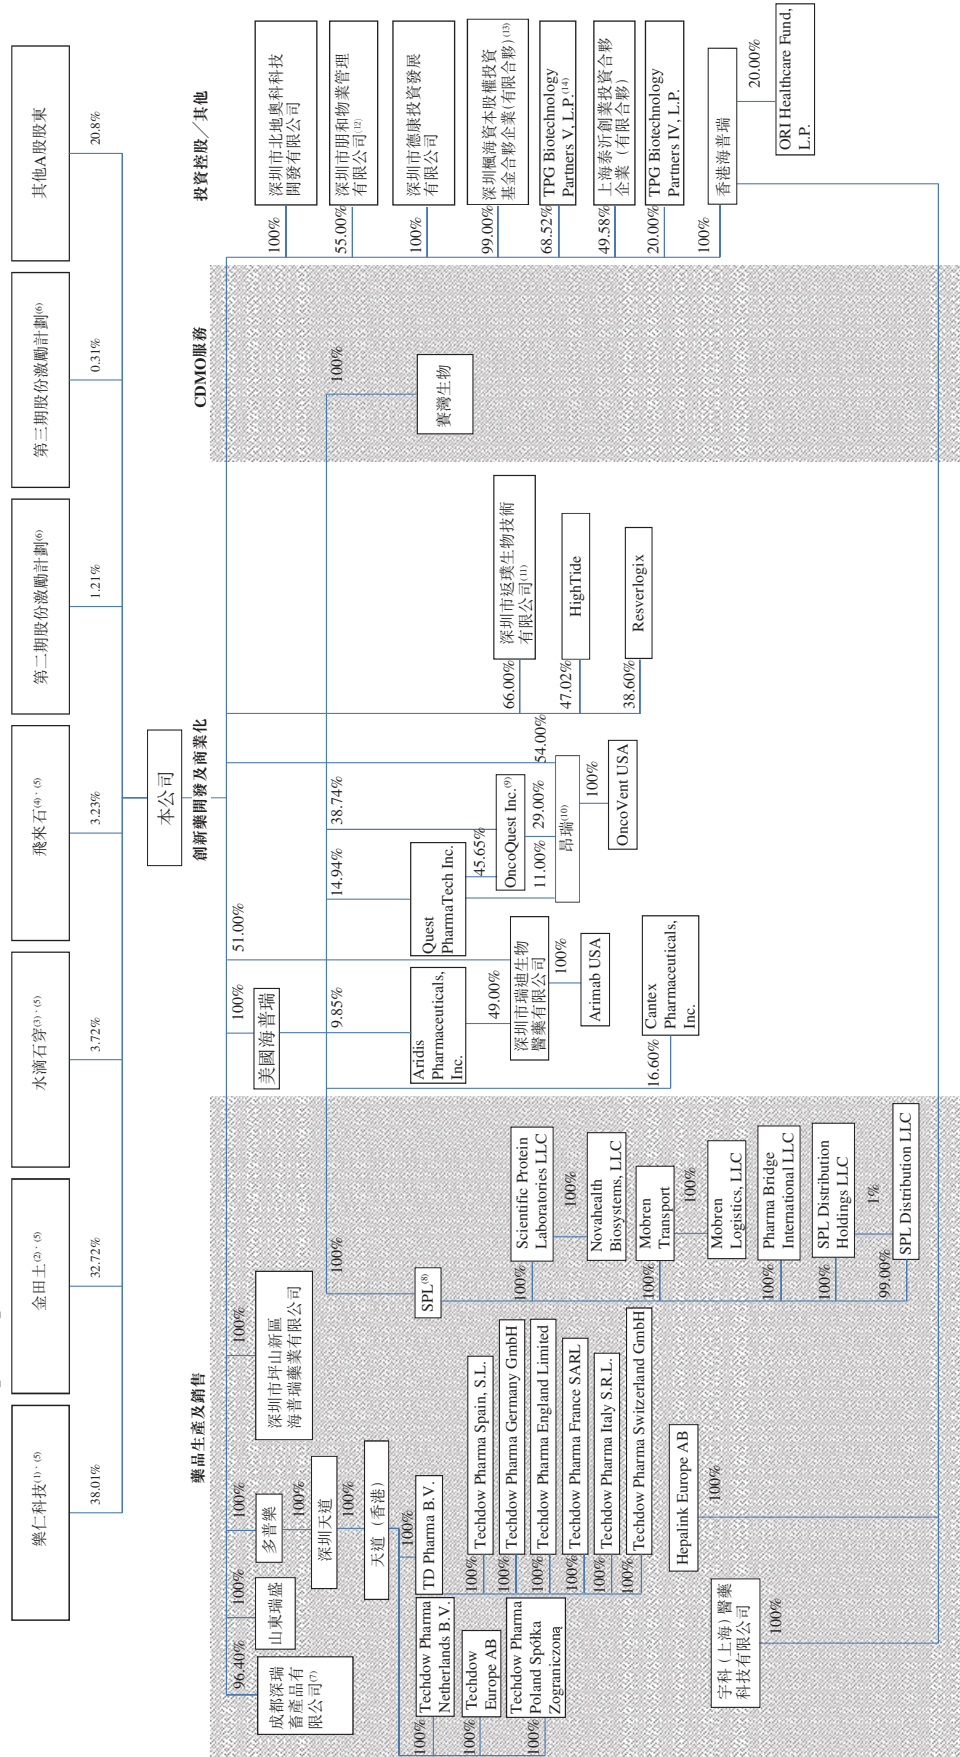 樂仁科技(1)、(5)
金田土(2)、(5)
水滴石穿(3)、(5)
飛來石(4)、(5)
第二期股份激勵計劃(6)
第三期股份激勵計劃(6)
其他A股股東
38.01%
32.72%
3.72%
3.23%
1.21%
0.31%
20.8%
本公司
藥品生產及銷售
創新藥開發及商業化
CDMO服務
投資控股／其他
96.40%
100%
100%
100%
成都深瑞
畜產品有
限公司(7)
山東瑞盛
多普樂
100%
深圳天道
100%
天道（香港）
深圳市坪山新區
海普瑞藥業有限公司
100%
TD Pharma B.V.
100%
Techdow Pharma
Netherlands B.V.
100%
Techdow
Europe AB
100%
Techdow Pharma
Poland Spółka
Zograniczoną
100%
Techdow Pharma Spain, S.L.
100%
Techdow Pharma Germany GmbH
100%
Techdow Pharma England Limited
100%
Techdow Pharma France SARL
100%
Techdow Pharma Italy S.R.L.
100%
Techdow Pharma Switzerland GmbH
Hepalink Europe AB
100%
宇科（上海）醫藥
科技有限公司
100%
100%
SPL(8)
100%
Scientific Protein
Laboratories LLC
100%
Novahealth
Biosystems, LLC
100%
Mobren
Transport
100%
Mobren
Logistics, LLC
100%
Pharma Bridge
International LLC
100%
SPL Distribution
Holdings LLC
1%
99.00%
SPL Distribution LLC
100%
美國海普瑞
51.00%
9.85%
Aridis
Pharmaceuticals,
Inc.
49.00%
深圳市瑞迪生物
醫藥有限公司
100%
Arimab USA
16.60%
Cantex
Pharmaceuticals,
Inc.
14.94%
38.74%
Quest
PharmaTech Inc.
45.65%
OncoQuest Inc.(9)
11.00%
29.00%
54.00%
昂瑞(10)
100%
OncoVent USA
66.00%
深圳市返璞生物技術
有限公司(11)
47.02%
HighTide
38.60%
Resverlogix
100%
賽灣生物
100%
深圳市北地奧科科技
開發有限公司
55.00%
深圳市朋和物業管理
有限公司(12)
100%
深圳市德康投資發展
有限公司
99.00%
深圳楓海資本股權投資
基金合夥企業(有限合夥)(13)
68.52%
TPG Biotechnology
Partners V, L.P.(14)
49.58%
上海泰沂創業投資合夥
企業（有限合夥）
20.00%
TPG Biotechnology
Partners IV, L.P.
100%
香港海普瑞
20.00%
ORI Healthcare Fund,
L.P.